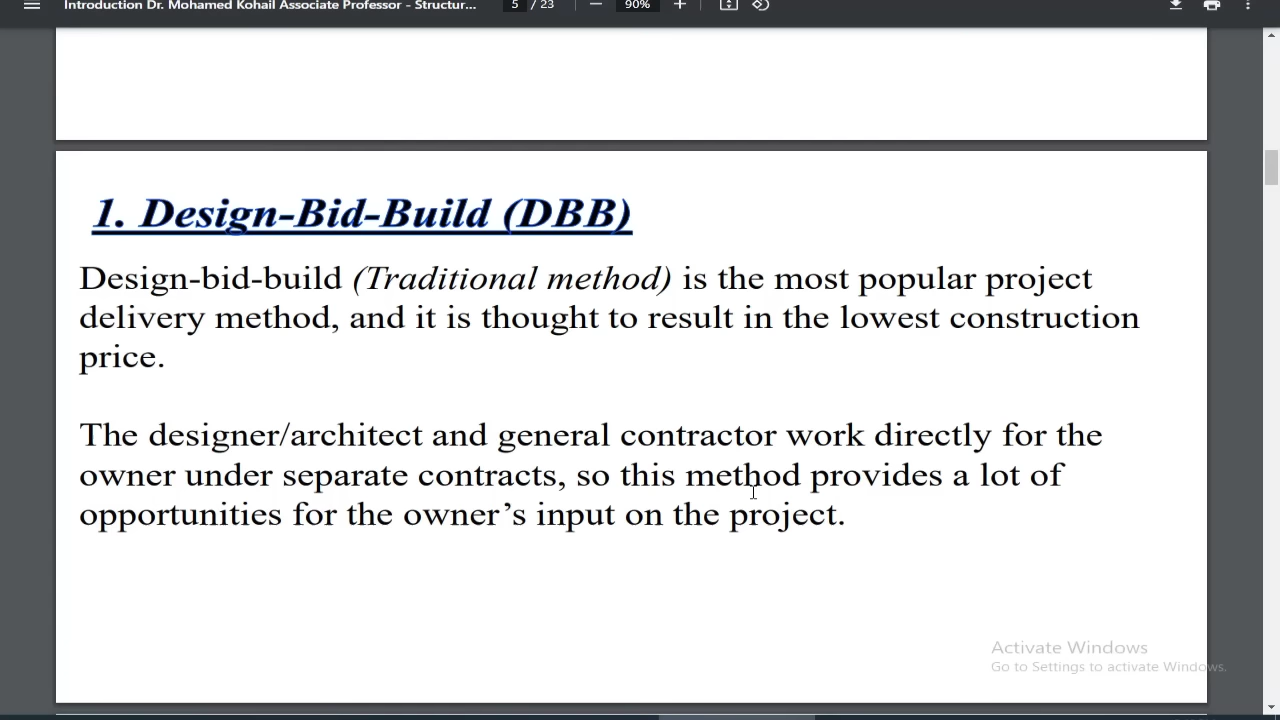 Introduction Dr. Mohamed Kohail Associate Professor - Structur... 5 / 23 90%
1. Design-Bid-Build (DBB)
Design-bid-build (Traditional method) is the most popular project
delivery method, and it is thought to result in the lowest construction
price.
The designer/architect and general contractor work directly for the
owner under separate contracts, so this method provides a lot of
opportunities for the owner’s input on the project.
Activate Windows
Go to Settings to activate Windows.